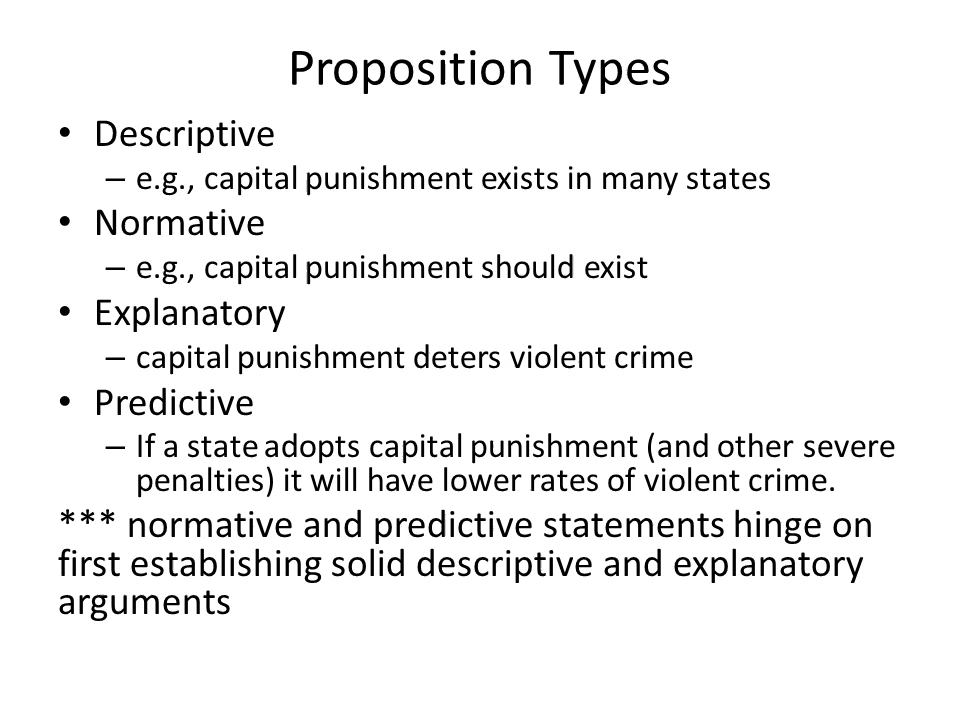 Proposition Types
• Descriptive
– e.g., capital punishment exists in many states
• Normative
– e.g., capital punishment should exist
• Explanatory
– capital punishment deters violent crime
• Predictive
– If a state adopts capital punishment (and other severe
penalties) it will have lower rates of violent crime.
*** normative and predictive statements hinge on
first establishing solid descriptive and explanatory
arguments